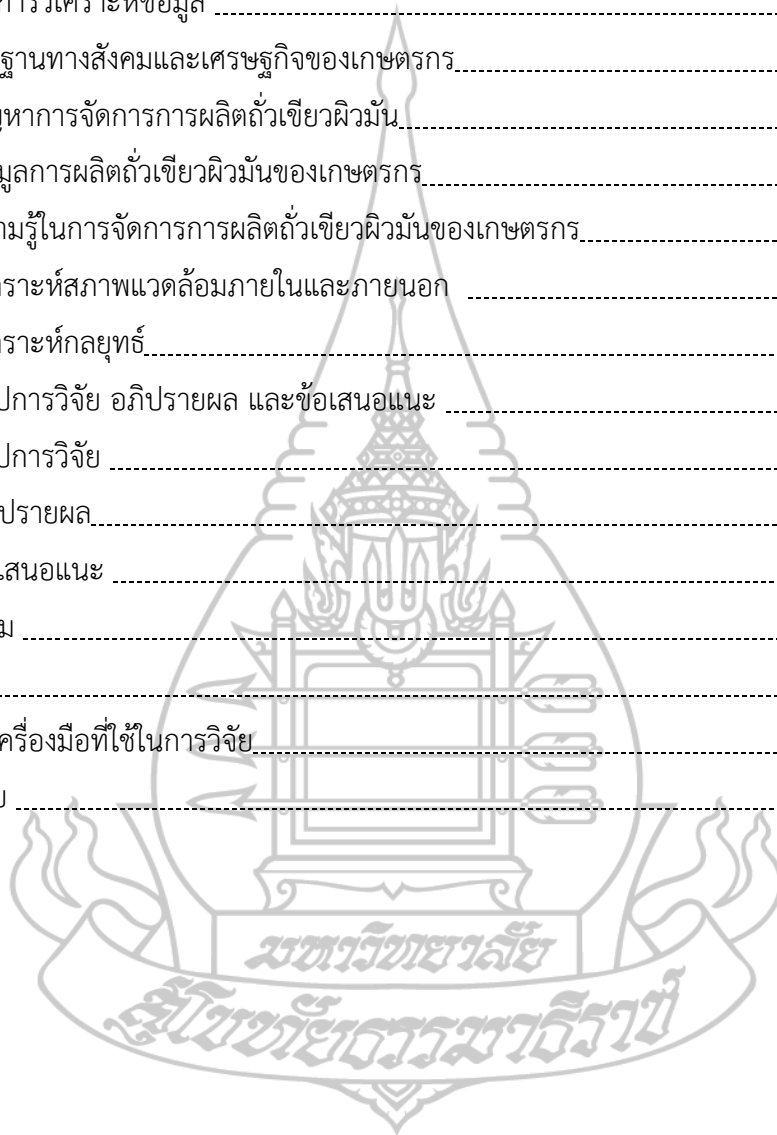 การวิเคราะห์ข้อมูล
ฐานทางสังคมและเศรษฐกิจของเกษตรกร
หาการจัดการการผลิตถั่วเขียวผิวมัน
มูลการผลิตถั่วเขียวผิวมันของเกษตรกร
ามรู้ในการจัดการการผลิตถั่วเขียวผิวมันของเกษตรกร
คราะห์สภาพแวดล้อมภายในและภายนอก
คราะห์กลยุทธ์
ปการวิจัย อภิปรายผล และข้อเสนอแนะ
ปการวิจัย
ปรายผล
เสนอแนะ
ม
ครื่องมือที่ใช้ในการวิจัย
ย
มหาวิทยาลัย
สุโขทัยธรรมาธิราช